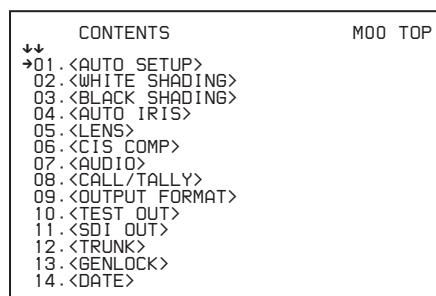 CONTENTS M00 TOP
↓↓
→01.<AUTO SETUP>
02.<WHITE SHADING>
03.<BLACK SHADING>
04.<AUTO IRIS>
05.<LENS>
06.<CIS COMP>
07.<AUDIO>
08.<CALL/TALLY>
09.<OUTPUT FORMAT>
10.<TEST OUT>
11.<SDI OUT>
12.<TRUNK>
13.<GENLOCK>
14.<DATE>